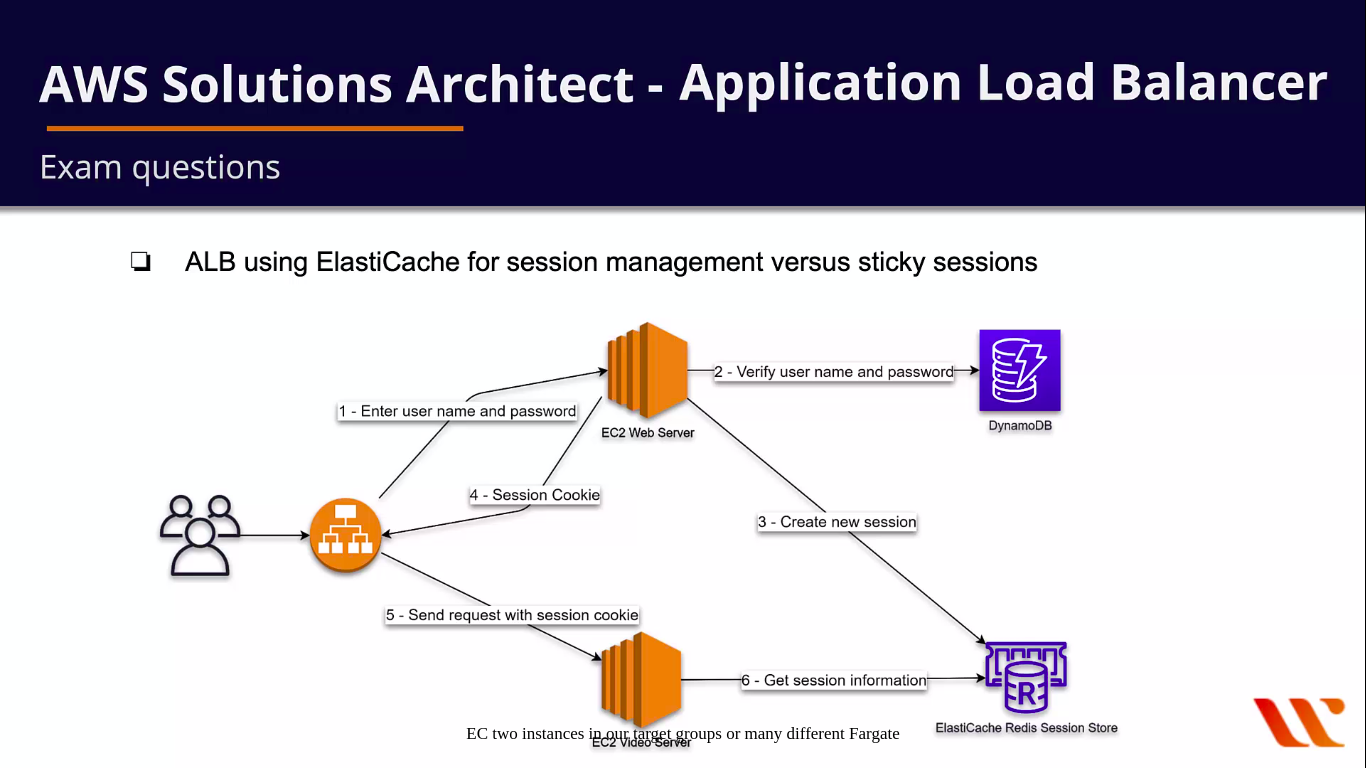 AWS Solutions Architect - Application Load Balancer
Exam questions
ALB using ElastiCache for session management versus sticky sessions
1 - Enter user name and password
EC2 Web Server
2 - Verify user name and password
DynamoDB
4 - Session Cookie
3 - Create new session
5 - Send request with session cookie
6 - Get session information
ElastiCache Redis Session Store
R
EC2 Video Server
EC two instances in our target groups or many different Fargate